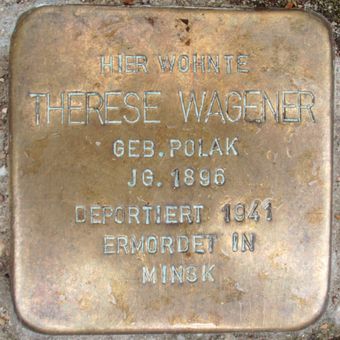 HIER WOHNTE
THERESE WAGENER
GEB. POLAK
JG. 1896
DEPORTIERT 1941
ERMORDET IN
MINSK